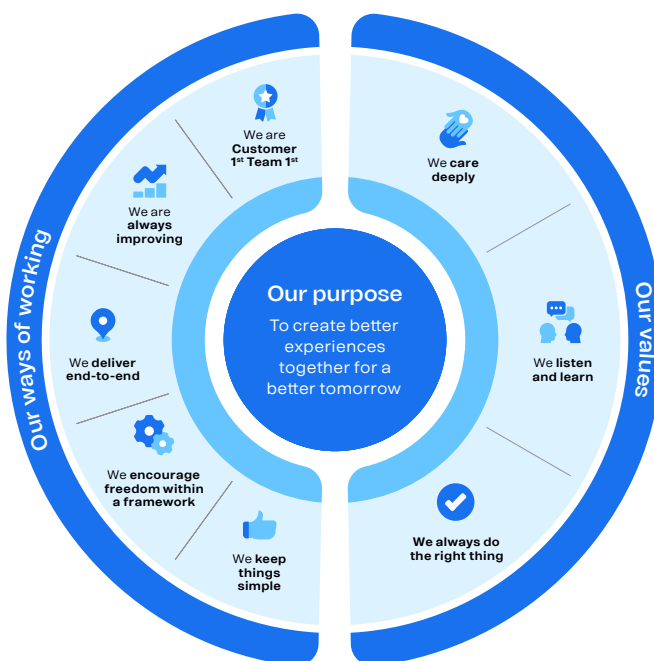 Our ways of working
We are
Customer
1st Team 1st
We are
always
improving
We deliver
end-to-end
We encourage
freedom within
a framework
We keep
things
simple
Our purpose
To create better
experiences
together for a
better tomorrow
Our values
We care
deeply
We listen
and learn
We always do
the right thing